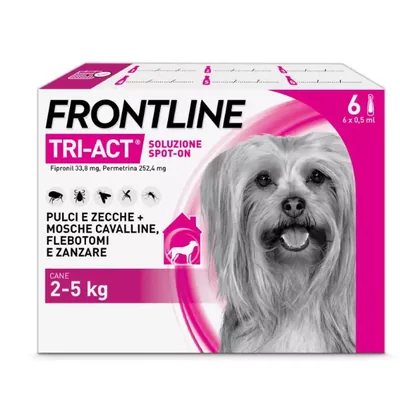 FRONTLINE
6
6 x 0,5 ml
TRI-ACT®
SOLUZIONE
SPOT-ON
Fipronil 33,8 mg, Permetrina 252,4 mg
PULCI E ZECCHE +
MOSCHE CAVALLINE,
FLEBOTOMI
E ZANZARE
CANE
2-5 kg